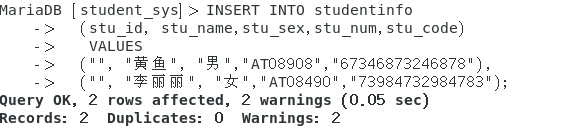 MariaDB [student_sys]> INSERT INTO studentinfo
-> (stu_id, stu_name,stu_sex,stu_num,stu_code)
-> VALUES
-> ("", "黄鱼", "男","AT08908","67346873246878"),
-> ("", "李丽丽", "女","AT08490","73984732984783");
Query OK, 2 rows affected, 2 warnings (0.05 sec)
Records: 2  Duplicates: 0  Warnings: 2